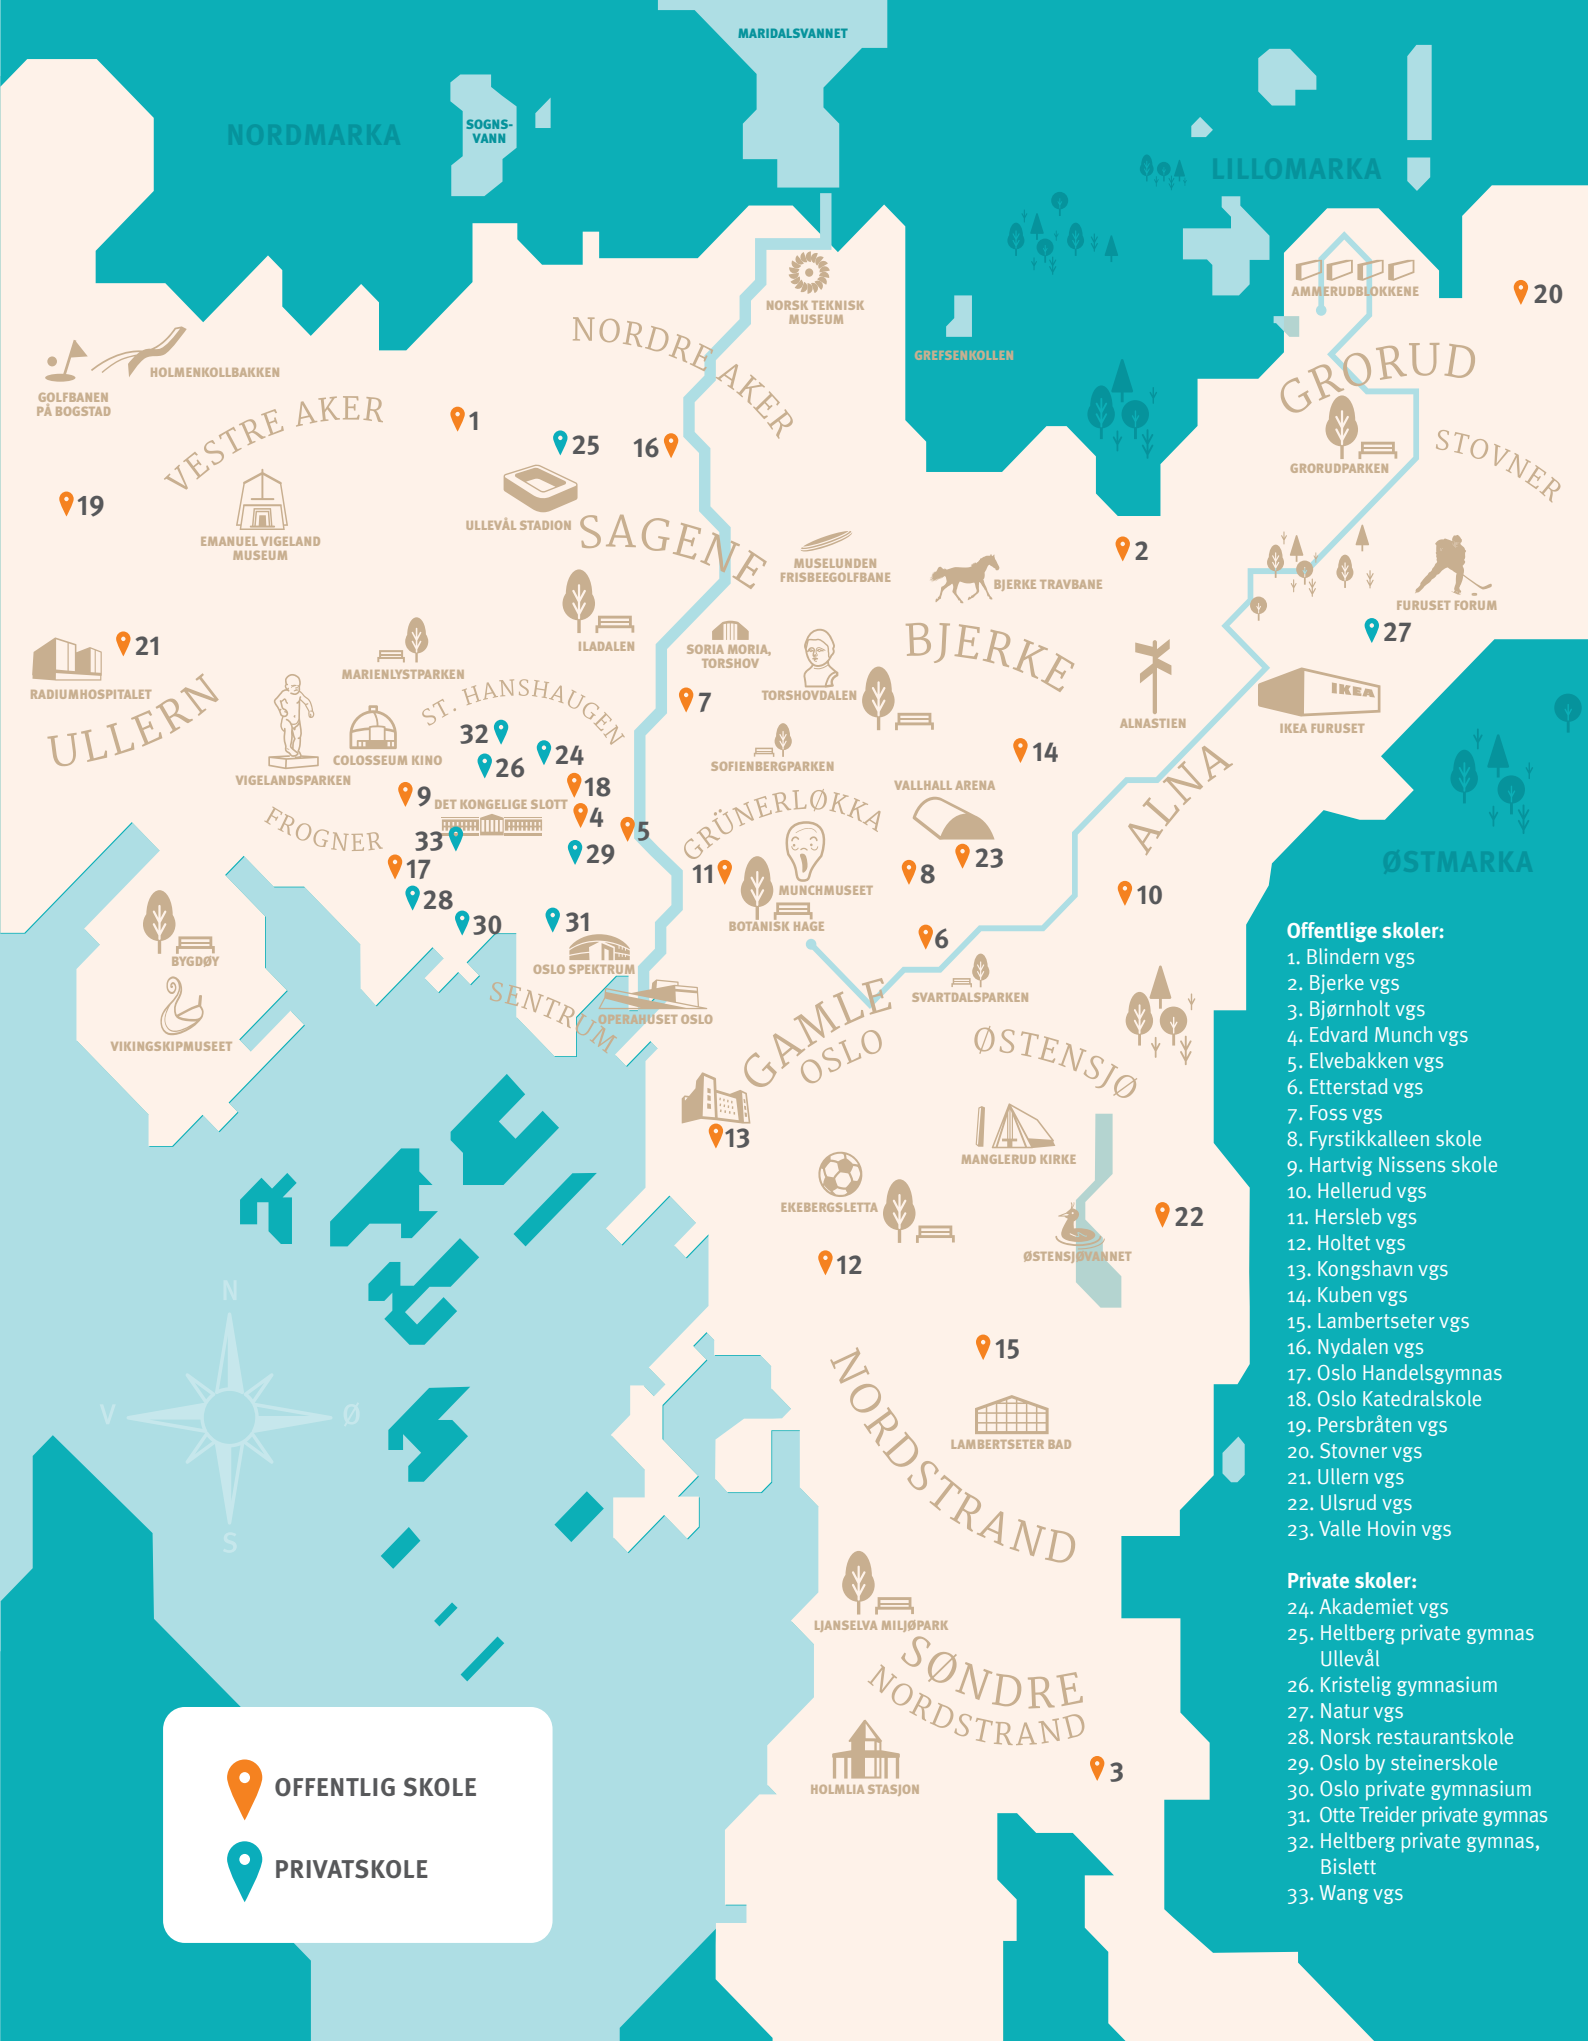 MARIDALSVANNET
NORDMARKA
SOGNS-
VANN
LILLOMARKA
AMMERUDBLOKKENE
20
NORSK TEKNISK
MUSEUM
NORDRE AKER
GREFSENKOLLEN
GRORUD
HOLMENKOLLBAKKEN
GOLFBANEN
PÅ BOGSTAD
VESTRE AKER
1
25
16
STOVNER
GRORUDPARKEN
19
ULLEVÅL STADION
SAGENE
EMANUEL VIGELAND
MUSEUM
MUSELUNDEN
FRISBEEGOLFBANE
BJERKE TRAVBANE
2
FURUSET FORUM
27
21
RADIUMHOSPITALET
ILADALEN
SORIA MORIA,
TORSHOV
BJERKE
MARIENLYSTPARKEN
TORSHOVDALEN
ULLERN
ST. HANSHAUGEN
7
ALNASTIEN
IKEA
IKEA FURUSET
32
24
14
COLOSSEUM KINO
26
SOFIENBERGPARKEN
VIGELANDSPARKEN
18
VALLHALL ARENA
ALNA
9
DET KONGELIGE SLOTT
4
GRÜNERLØKKA
FROGNER
33
5
29
23
ØSTMARKA
17
11
8
MUNCHMUSEET
10
28
30
31
BOTANISK HAGE
6
BYGDØY
OSLO SPEKTRUM
SVARTDALSPARKEN
SENTRUM
OPERAHUSET OSLO
GAMLE
OSLO
ØSTENSJØ
VIKINGSKIPMUSEET
13
MANGLERUD KIRKE
EKEBERGSLETTA
22
ØSTENSJØVANNET
12
N
V
Ø
S
15
NORDSTRAND
LAMBERTSETER BAD
LJANSELVA MILJØPARK
SØNDRE
NORDSTRAND
HOLMLIA STASJON
3
OFFENTLIG SKOLE
PRIVATSKOLE
Offentlige skoler:
1. Blindern vgs
2. Bjerke vgs
3. Bjørnholt vgs
4. Edvard Munch vgs
5. Elvebakken vgs
6. Etterstad vgs
7. Foss vgs
8. Fyrstikkalleen skole
9. Hartvig Nissens skole
10. Hellerud vgs
11. Hersleb vgs
12. Holtet vgs
13. Kongshavn vgs
14. Kuben vgs
15. Lambertseter vgs
16. Nydalen vgs
17. Oslo Handelsgymnas
18. Oslo Katedralskole
19. Persbråten vgs
20. Stovner vgs
21. Ullern vgs
22. Ulsrud vgs
23. Valle Hovin vgs
Private skoler:
24. Akademiet vgs
25. Heltberg private gymnas
Ullevål
26. Kristelig gymnasium
27. Natur vgs
28. Norsk restaurantskole
29. Oslo by steinerskole
30. Oslo private gymnasium
31. Otte Treider private gymnas
32. Heltberg private gymnas,
Bislett
33. Wang vgs